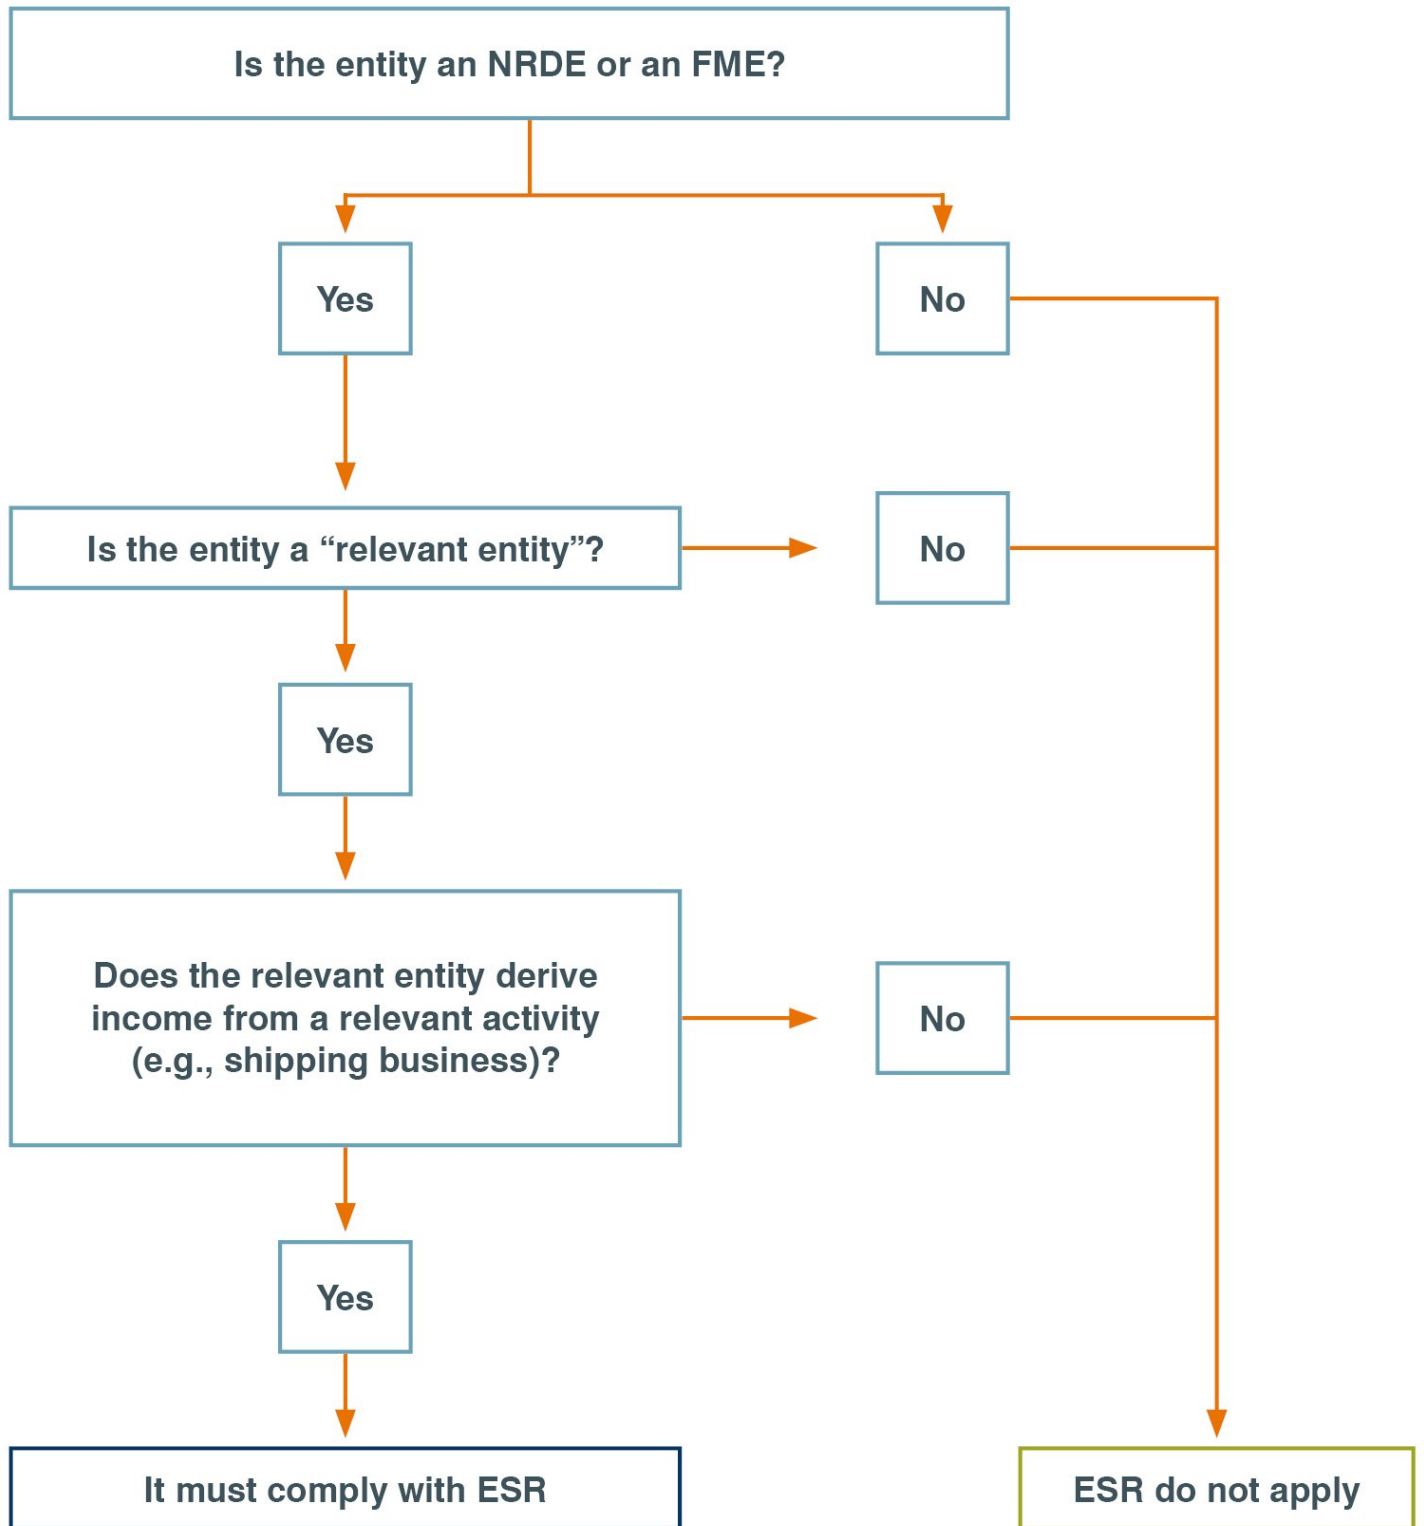 Is the entity an NRDE or an FME?
Yes
No
Is the entity a “relevant entity”?
No
Yes
Does the relevant entity derive
income from a relevant activity
(e.g., shipping business)?
No
Yes
It must comply with ESR
ESR do not apply